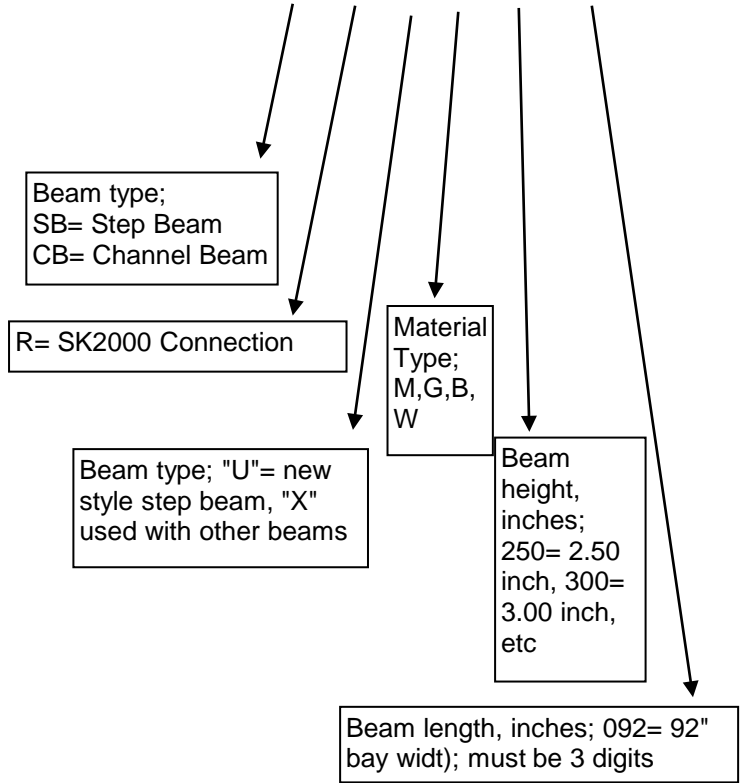 Beam type;
SB= Step Beam
CB= Channel Beam
R= SK2000 Connection
Material
Type;
M,G,B,
W
Beam type; "U"= new
style step beam, "X"
used with other beams
Beam
height,
inches;
250= 2.50
inch, 300=
3.00 inch,
etc
Beam length, inches; 092= 92"
bay widt); must be 3 digits